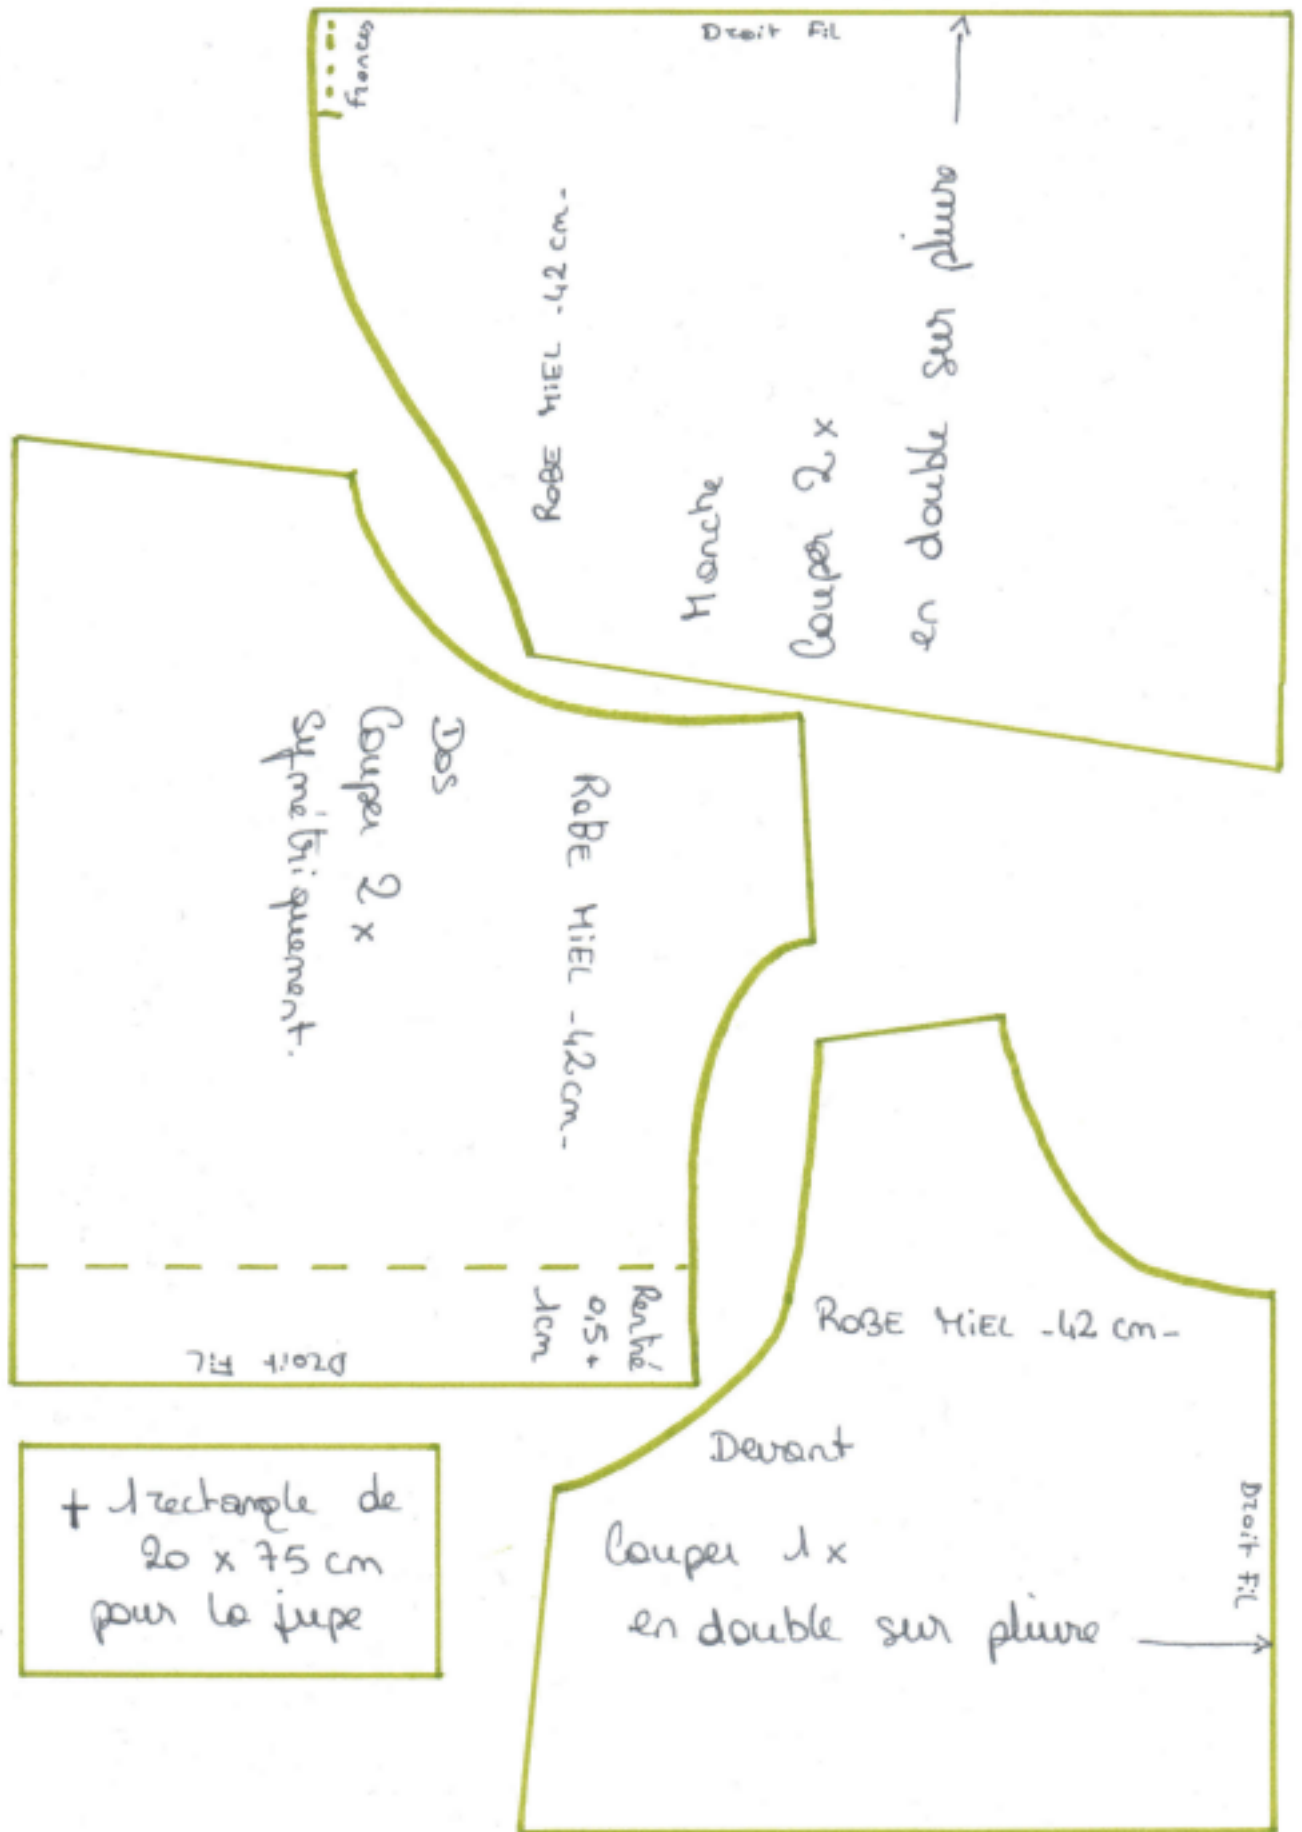 Droit Fil
fronces
ROBE MIEL -42 cm-
Manche
Couper 2 x
en double sur pliure
Dos
Couper 2 x
Symétriquement.
ROBE MIEL -42cm-
Rentré
0,5+
1cm
Droit Fil
ROBE MIEL -42 cm-
Devant
Couper 1 x
en double sur pliure
Droit Fil
+ 1 rectangle de
20 x 75 cm
pour la jupe